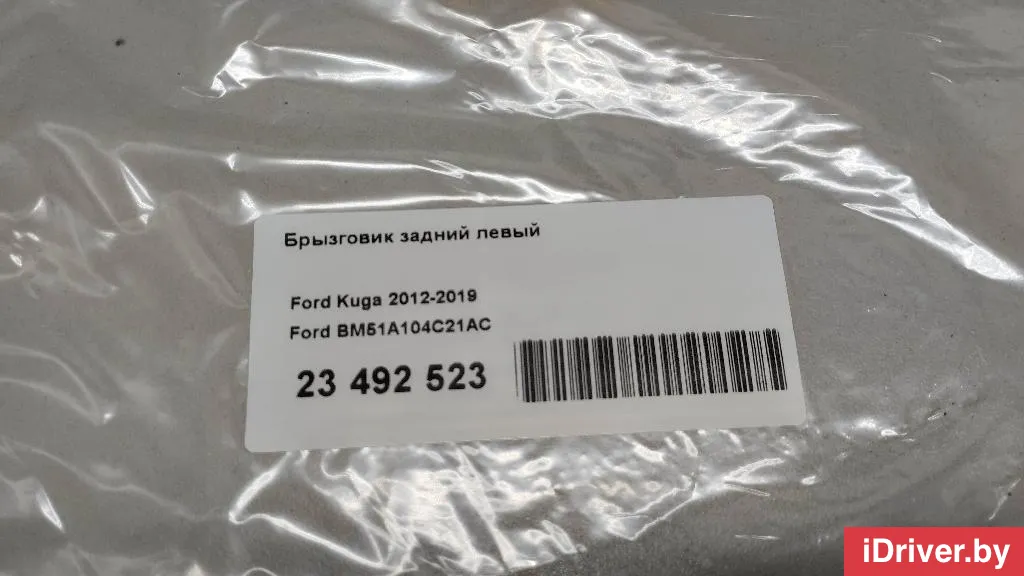 Брызговик задний левый
Ford Kuga 2012-2019
Ford BM51A104C21AC
23 492 523
iDriver.by